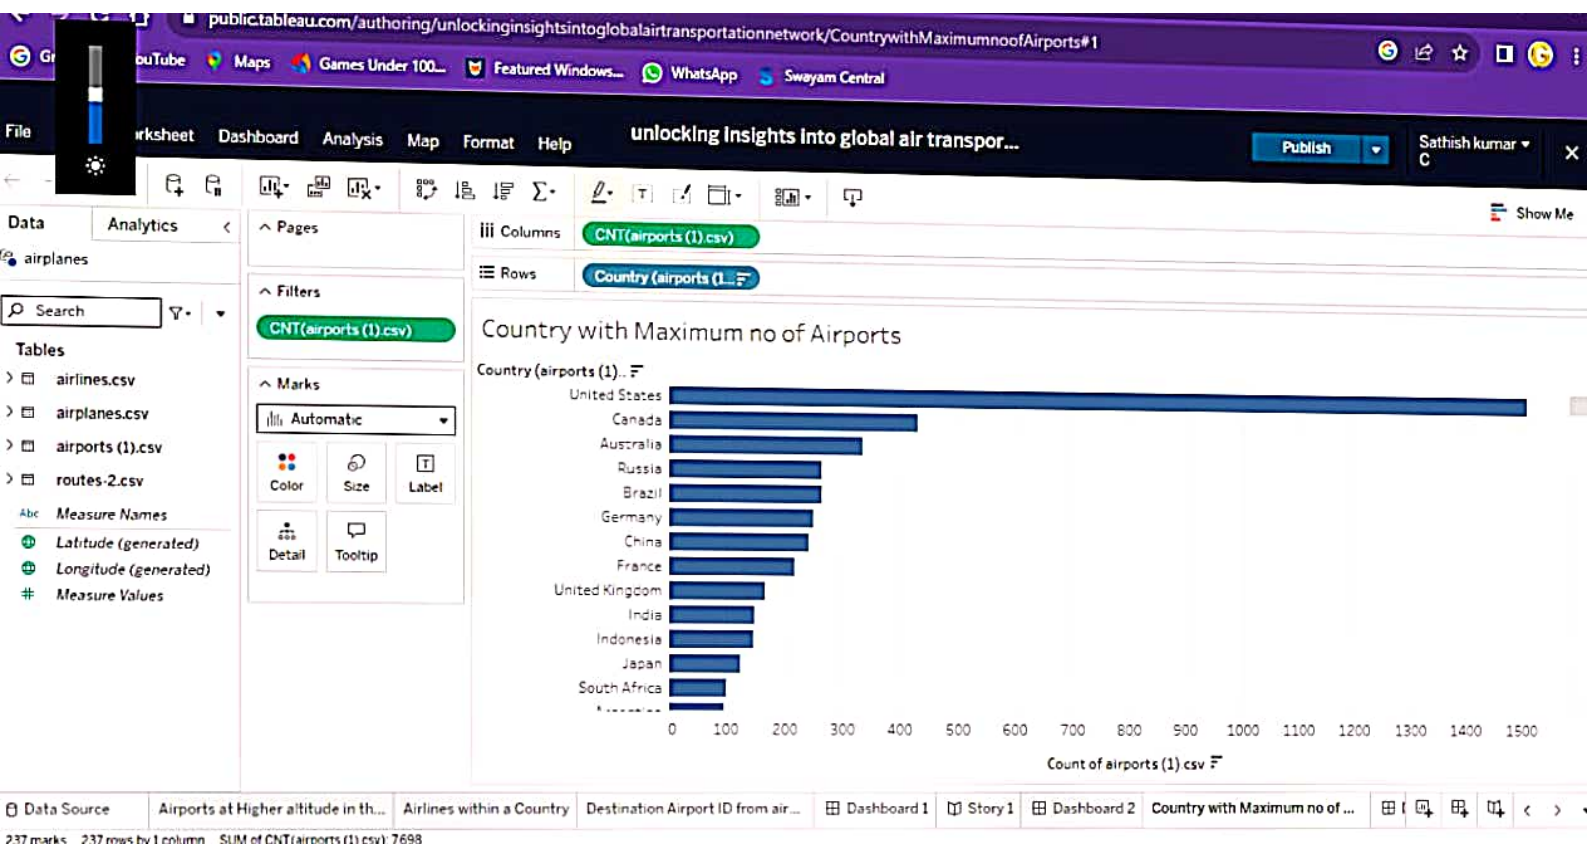 public.tableau.com/authoring/unlockinginsightsintoglobalairtransportationnetwork/CountrywithMaximumnoofAirports#1
Maps Games Under 100... Featured Windows... WhatsApp Swayam Central
File Dashboard Analysis Map Format Help unlocking insights into global air transpor... Publish Sathish kumar
C
Show Me
Data Analytics
Pages
Columns CNT(airports (1).csv)
airplanes
Rows Country (airports (1...
Filters
Search
CNT(airports (1).csv)
Country with Maximum no of Airports
Tables
airlines.csv
airplanes.csv
airports (1).csv
routes-2.csv
Abc Measure Names
Latitude (generated)
Longitude (generated)
# Measure Values
Marks
Automatic
Color Size Label
Detail Tooltip
Country (airports (1)..
United States
Canada
Australia
Russia
Brazil
Germany
China
France
United Kingdom
India
Indonesia
Japan
South Africa
0 100 200 300 400 500 600 700 800 900 1000 1100 1200 1300 1400 1500
Count of airports (1).csv
Data Source Airports at Higher altitude in th... Airlines within a Country Destination Airport ID from air... Dashboard 1 Story 1 Dashboard 2 Country with Maximum no of ...
237 marks 237 rows by 1 column SUM of CNT(airports (1).csv): 7698